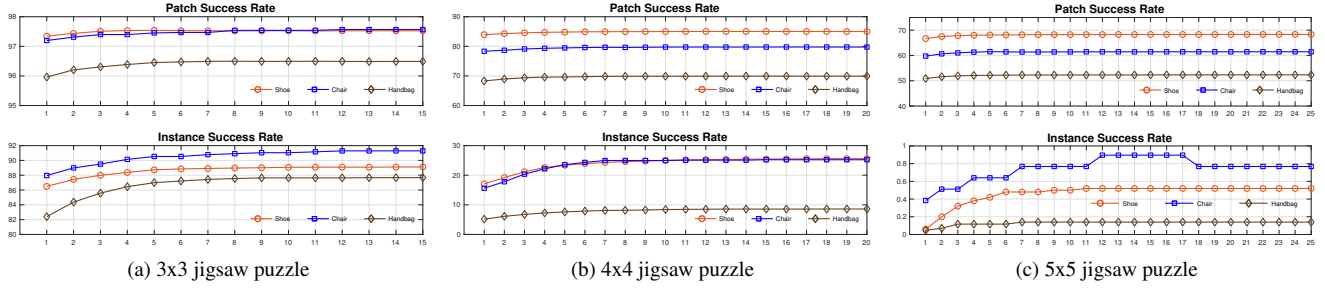 Patch Success Rate
98
97
96
95
1 2 3 4 5 6 7 8 9 10 11 12 13 14 15
Shoe Chair Handbag
Instance Success Rate
92
90
88
86
84
82
80
1 2 3 4 5 6 7 8 9 10 11 12 13 14 15
Shoe Chair Handbag
(a) 3x3 jigsaw puzzle
Patch Success Rate
90
80
70
60
1 2 3 4 5 6 7 8 9 10 11 12 13 14 15 16 17 18 19 20
Shoe Chair Handbag
Instance Success Rate
30
20
10
0
1 2 3 4 5 6 7 8 9 10 11 12 13 14 15 16 17 18 19 20
Shoe Chair Handbag
(b) 4x4 jigsaw puzzle
Patch Success Rate
70
60
50
40
1 2 3 4 5 6 7 8 9 10 11 12 13 14 15 16 17 18 19 20 21 22 23 24 25
Shoe Chair Handbag
Instance Success Rate
1
0.8
0.6
0.4
0.2
0
1 2 3 4 5 6 7 8 9 10 11 12 13 14 15 16 17 18 19 20 21 22 23 24 25
Shoe Chair Handbag
(c) 5x5 jigsaw puzzle